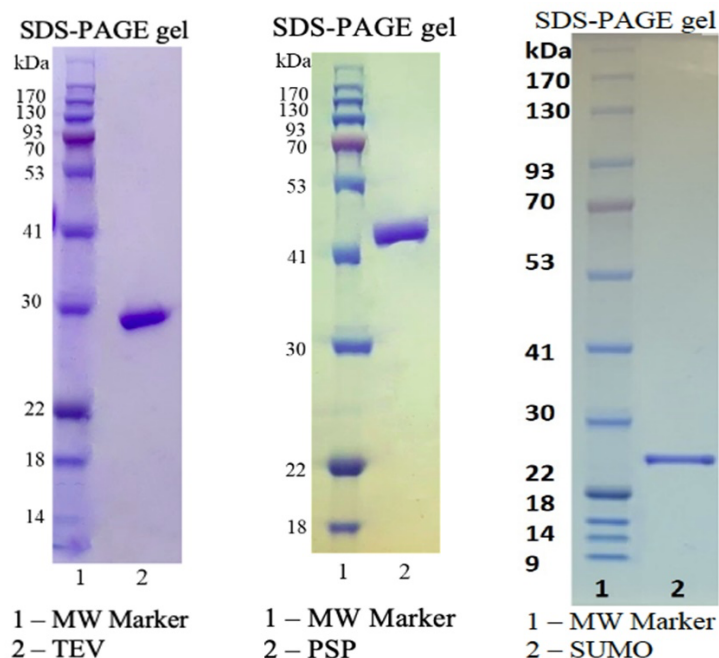 SDS-PAGE gel
kDa
170
130
93
70
53
41
30
22
18
14
1 2
1 – MW Marker
2 – TEV
SDS-PAGE gel
kDa
170
130
93
70
53
41
30
22
18
1 2
1 – MW Marker
2 – PSP
SDS-PAGE gel
kDa
170
130
93
70
53
41
30
22
18
14
9
1 2
1 – MW Marker
2 – SUMO